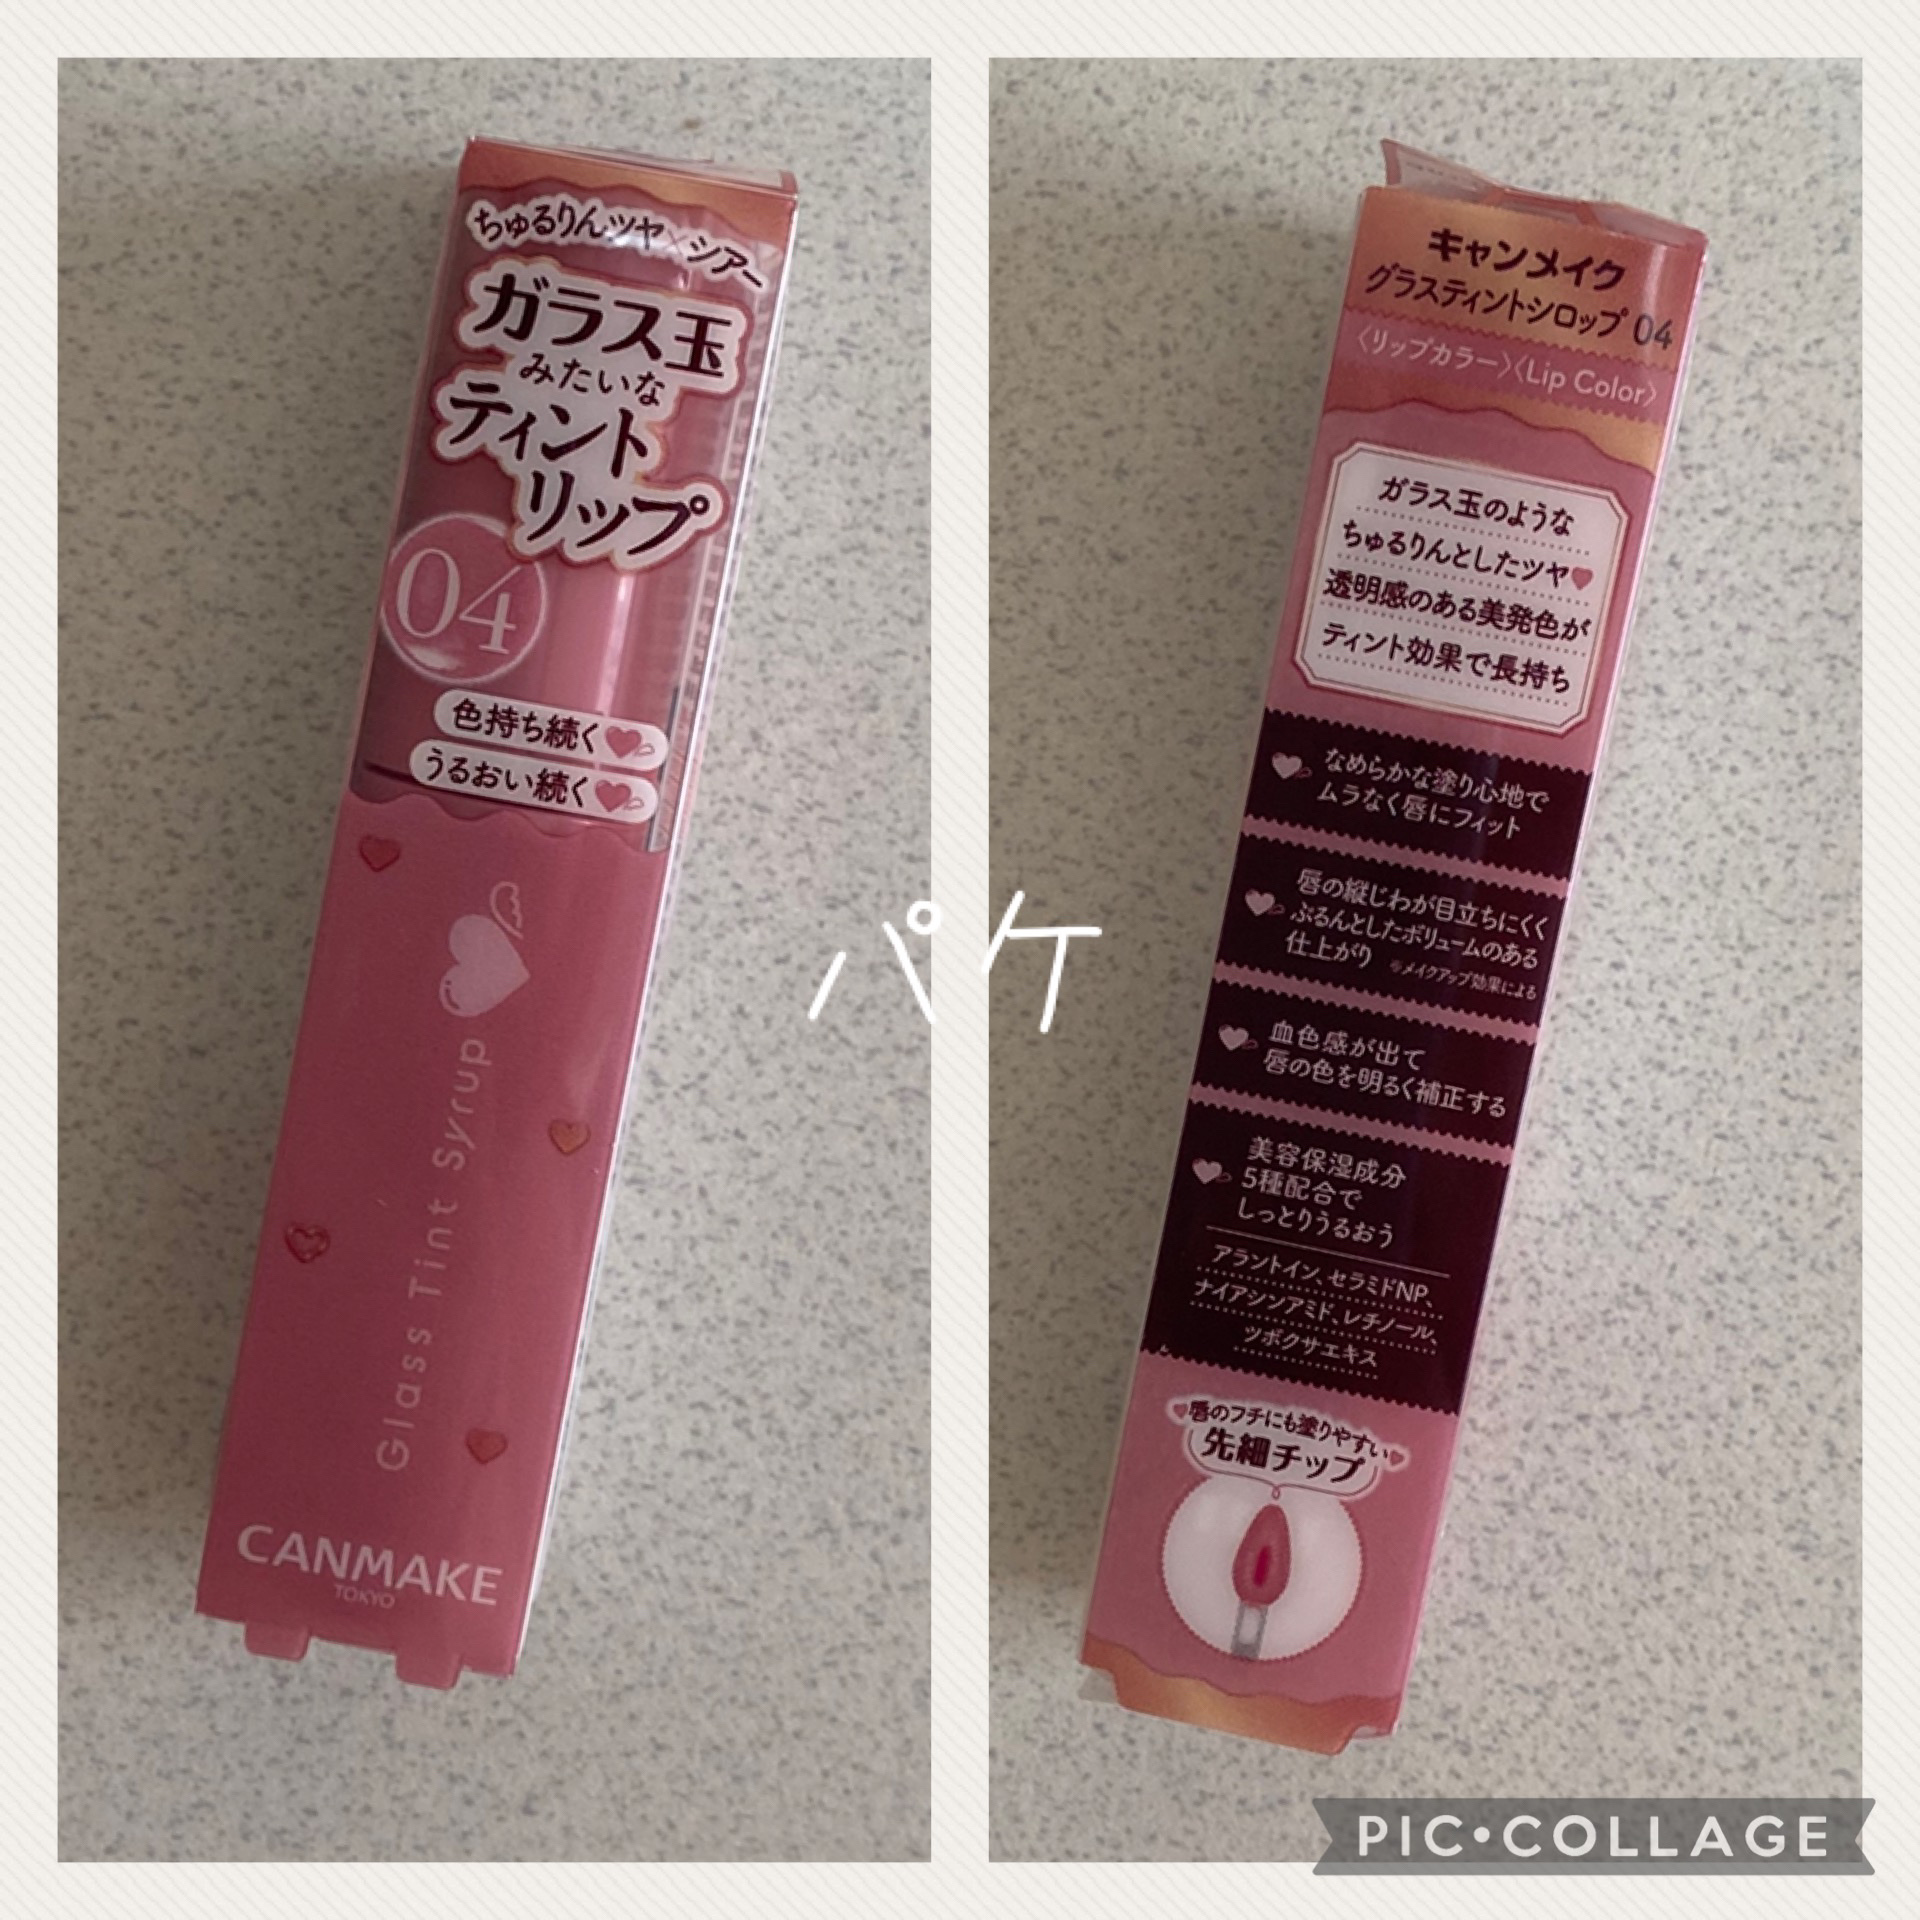 ちゅるりんツヤ×シアー
ガラス玉
みたいな
ティント
リップ
04
色持ち続く
うるおい続く
Glass Tint Syrup
CANMAKE
TOKYO
パケ
キャンメイク
グラスティントシロップ 04
〈リップカラー〉〈Lip Color〉
ガラス玉のような
ちゅるりんとしたツヤ
透明感のある美発色が
ティント効果で長持ち
なめらかな塗り心地で
ムラなく唇にフィット
唇の縦じわが目立ちにくく
ぷるんとしたボリュームのある
仕上がり ※メイクアップ効果による
血色感が出て
唇の色を明るく補正する
美容保湿成分
5種配合で
しっとりうるおう
アラントイン、セラミドNP、
ナイアシンアミド、レチノール、
ツボクサエキス
唇のフチにも塗りやすい
先細チップ
PIC•COLLAGE